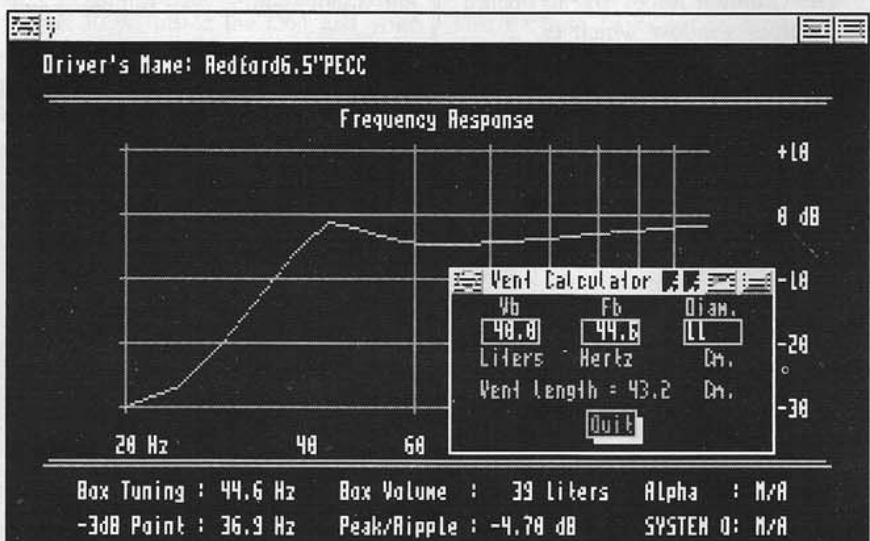 Driver's Name: Redford6.5"PECC
Frequency Response
+10
0 dB
-10
-20
-30
20 Hz 40 60
Vent Calculator
Vb Fb Diam.
40.0 44.6 11
Liters Hertz Cm.
Vent length = 43.2 Cm.
Quit
Box Tuning : 44.6 Hz Box Volume : 39 liters Alpha : N/A
-3dB Point : 36.9 Hz Peak/Ripple : -4.70 dB SYSTEM Q: N/A